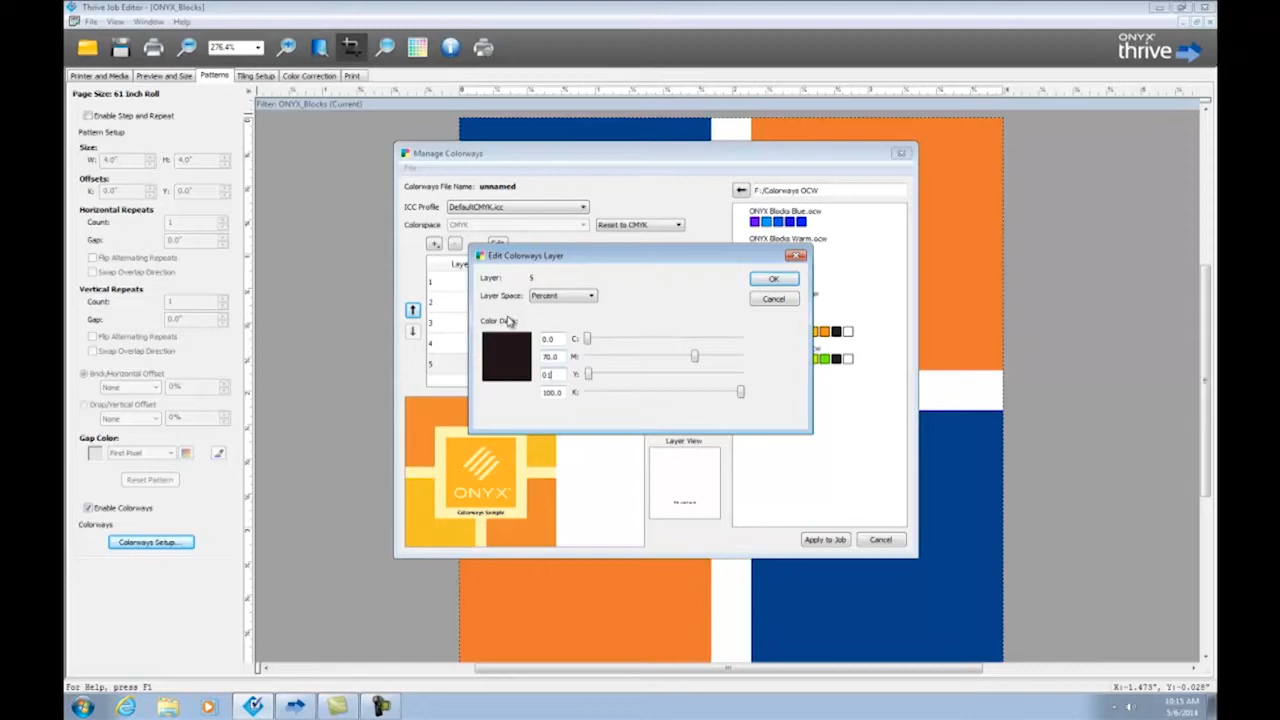 Thrive Job Editor - [ONYX_Blocks]
File View Window Help
276.4%
ONYX
thrive
Printer and Media Preview and Size Patterns Tiling Setup Color Correction Print
Page Size: 61 Inch Roll
Enable Step and Repeat
Pattern Setup
Size:
W: 4.0" H: 4.0"
Offsets:
X: 0.0" Y: 0.0"
Horizontal Repeats
Count: 1
Gap: 0.0"
Flip Alternating Repeats
Swap Overlap Direction
Vertical Repeats
Count: 1
Gap: 0.0"
Flip Alternating Repeats
Swap Overlap Direction
Brick/Horizontal Offset
None 0%
Drop/Vertical Offset
None 0%
Gap Color:
First Pixel
Reset Pattern
Enable Colorways
Colorways
Colorways Setup...
File: ONYX_Blocks (Current)
Manage Colorways
File
Colorways File Name: unnamed
ICC Profile DefaultCMYK.icc
Colorspace CMYK Reset to CMYK
+ - Edit
Laye
1
2
3
4
5
F:/Colorways OCW
ONYX Blocks Blue.ocw
ONYX Blocks Warm.ocw
Edit Colorways Layer
Layer: 5
Layer Space: Percent
OK
Cancel
Color Da
0.0 C:
70.0 M:
01 Y:
100.0 K:
ONYX
Colorways Sample
Layer View
Apply to Job Cancel
For Help, press F1
X:-1.473", Y:-0.028"
10:15 AM
5/6/2014